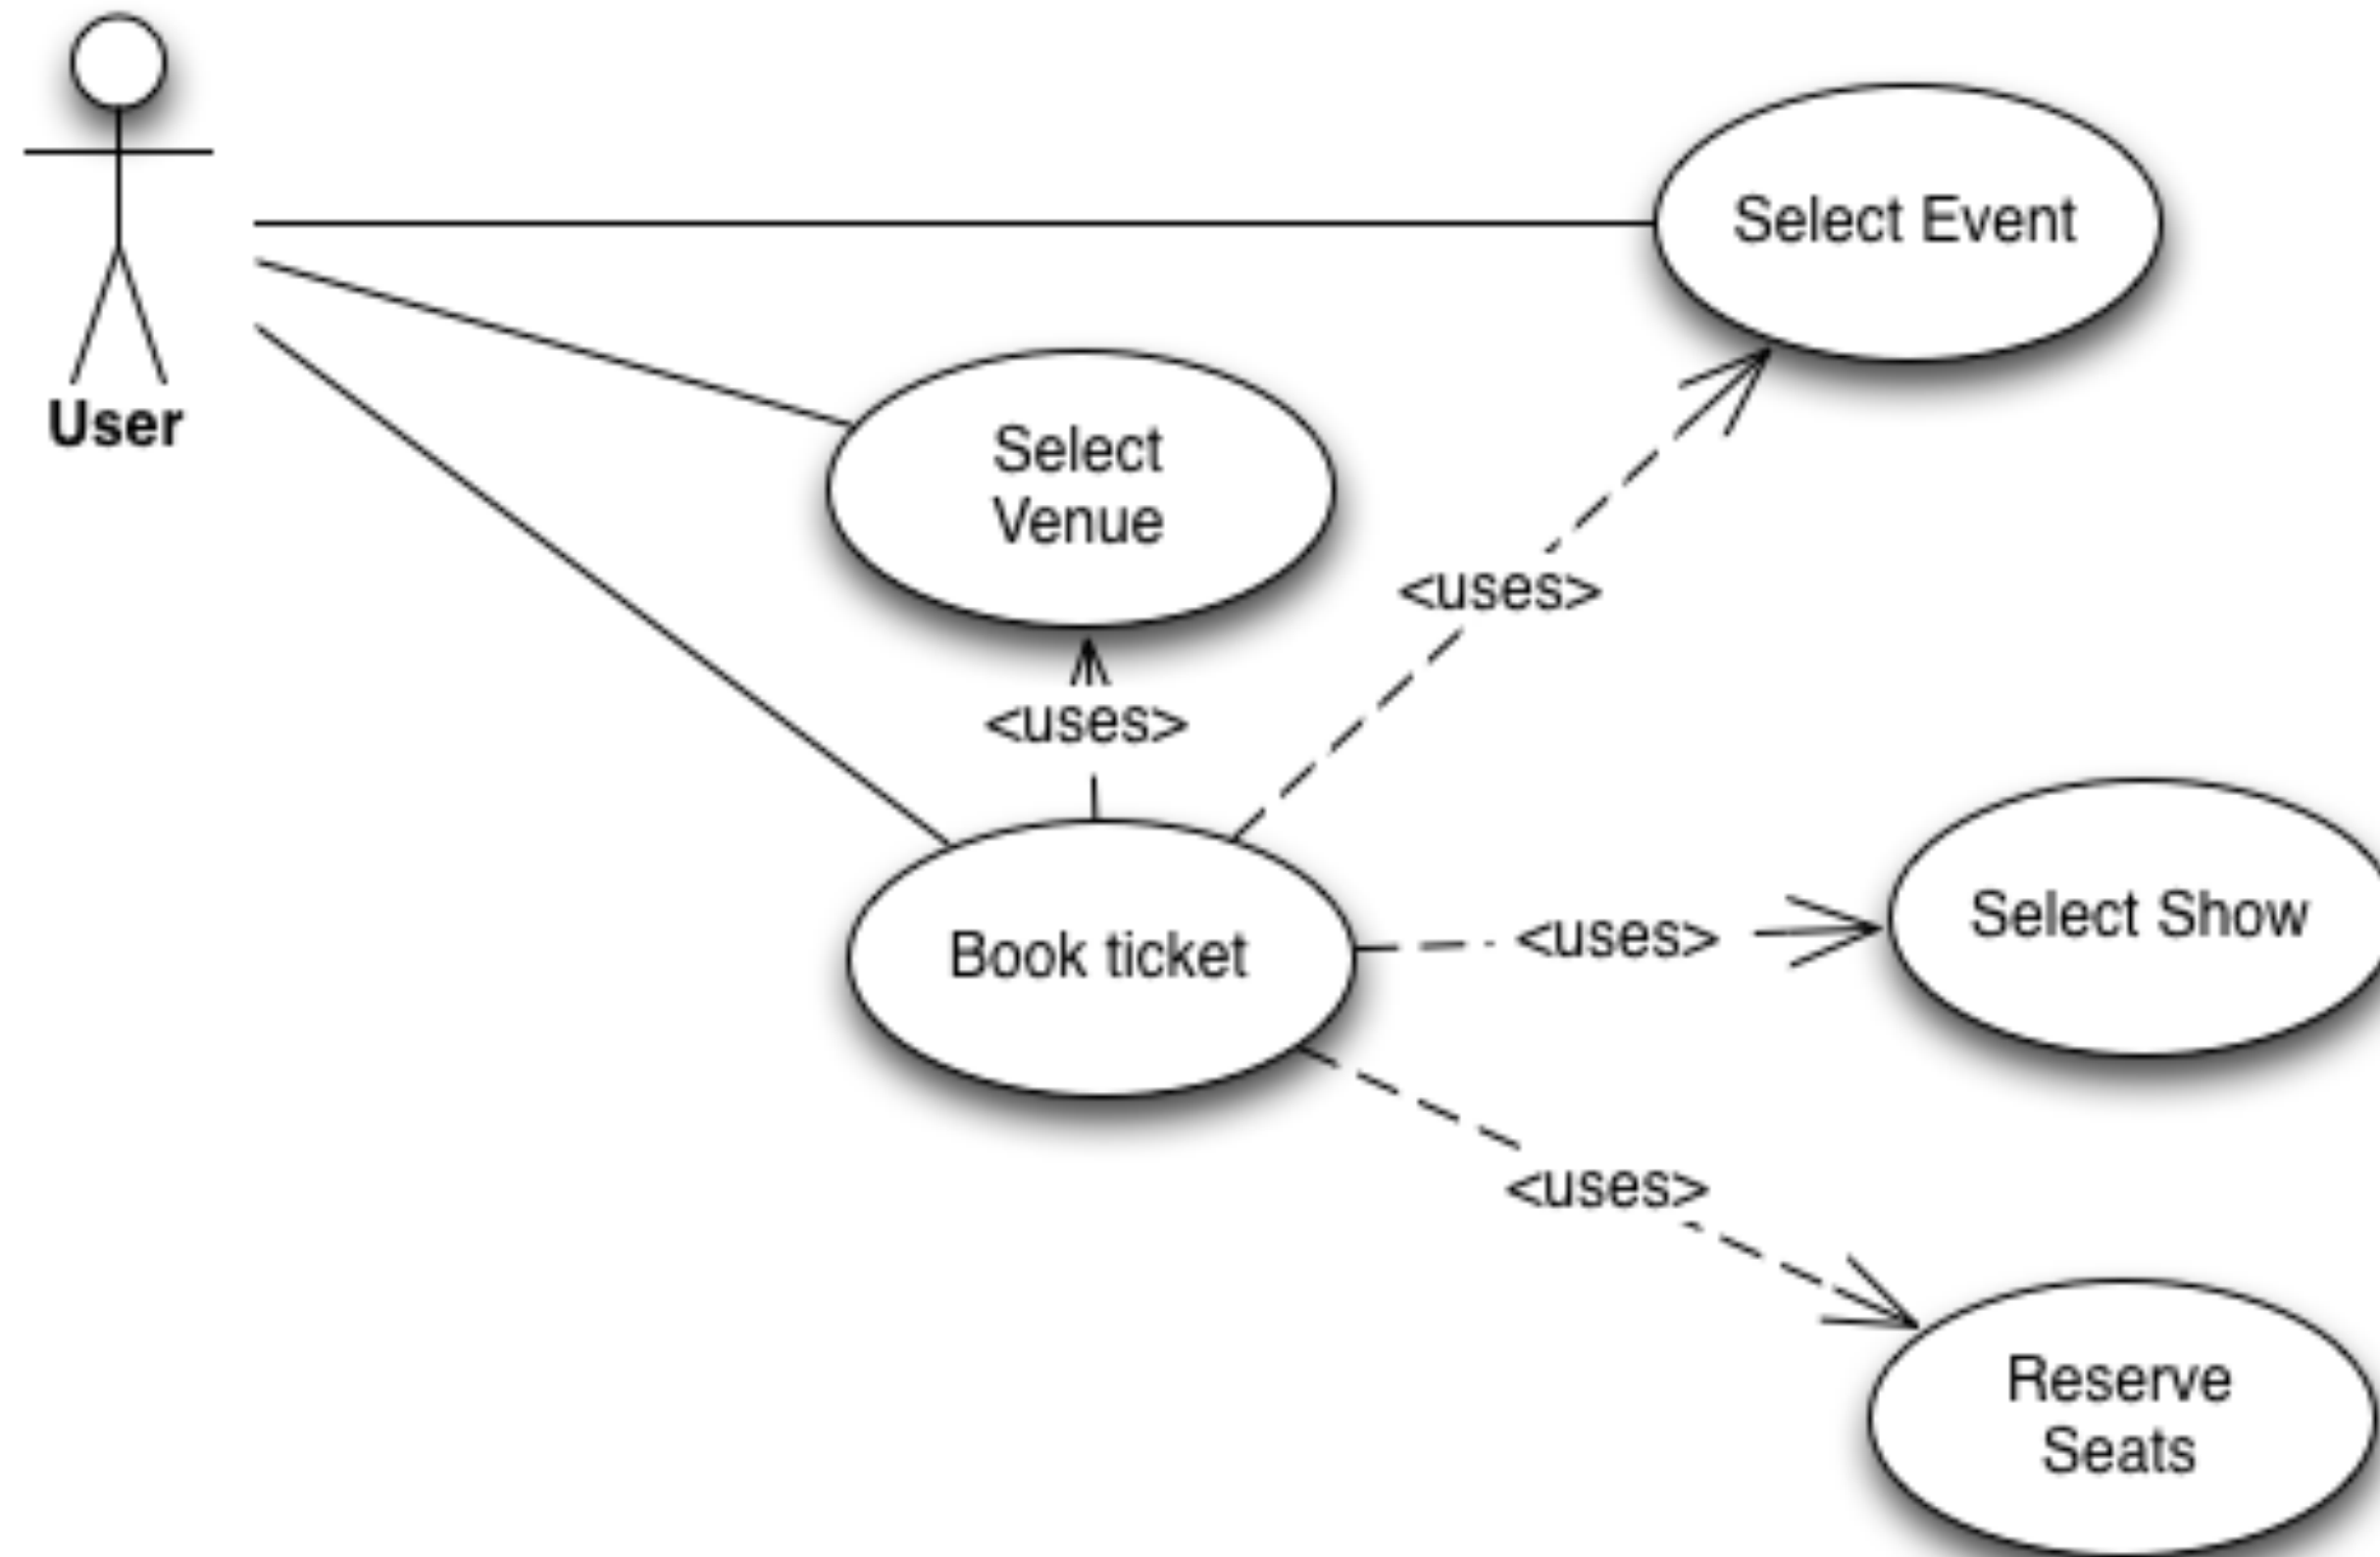 Select Event
User
Select
Venue
<uses>
<uses>
Select Show
<uses>
Book ticket
<uses>
Reserve
Seats